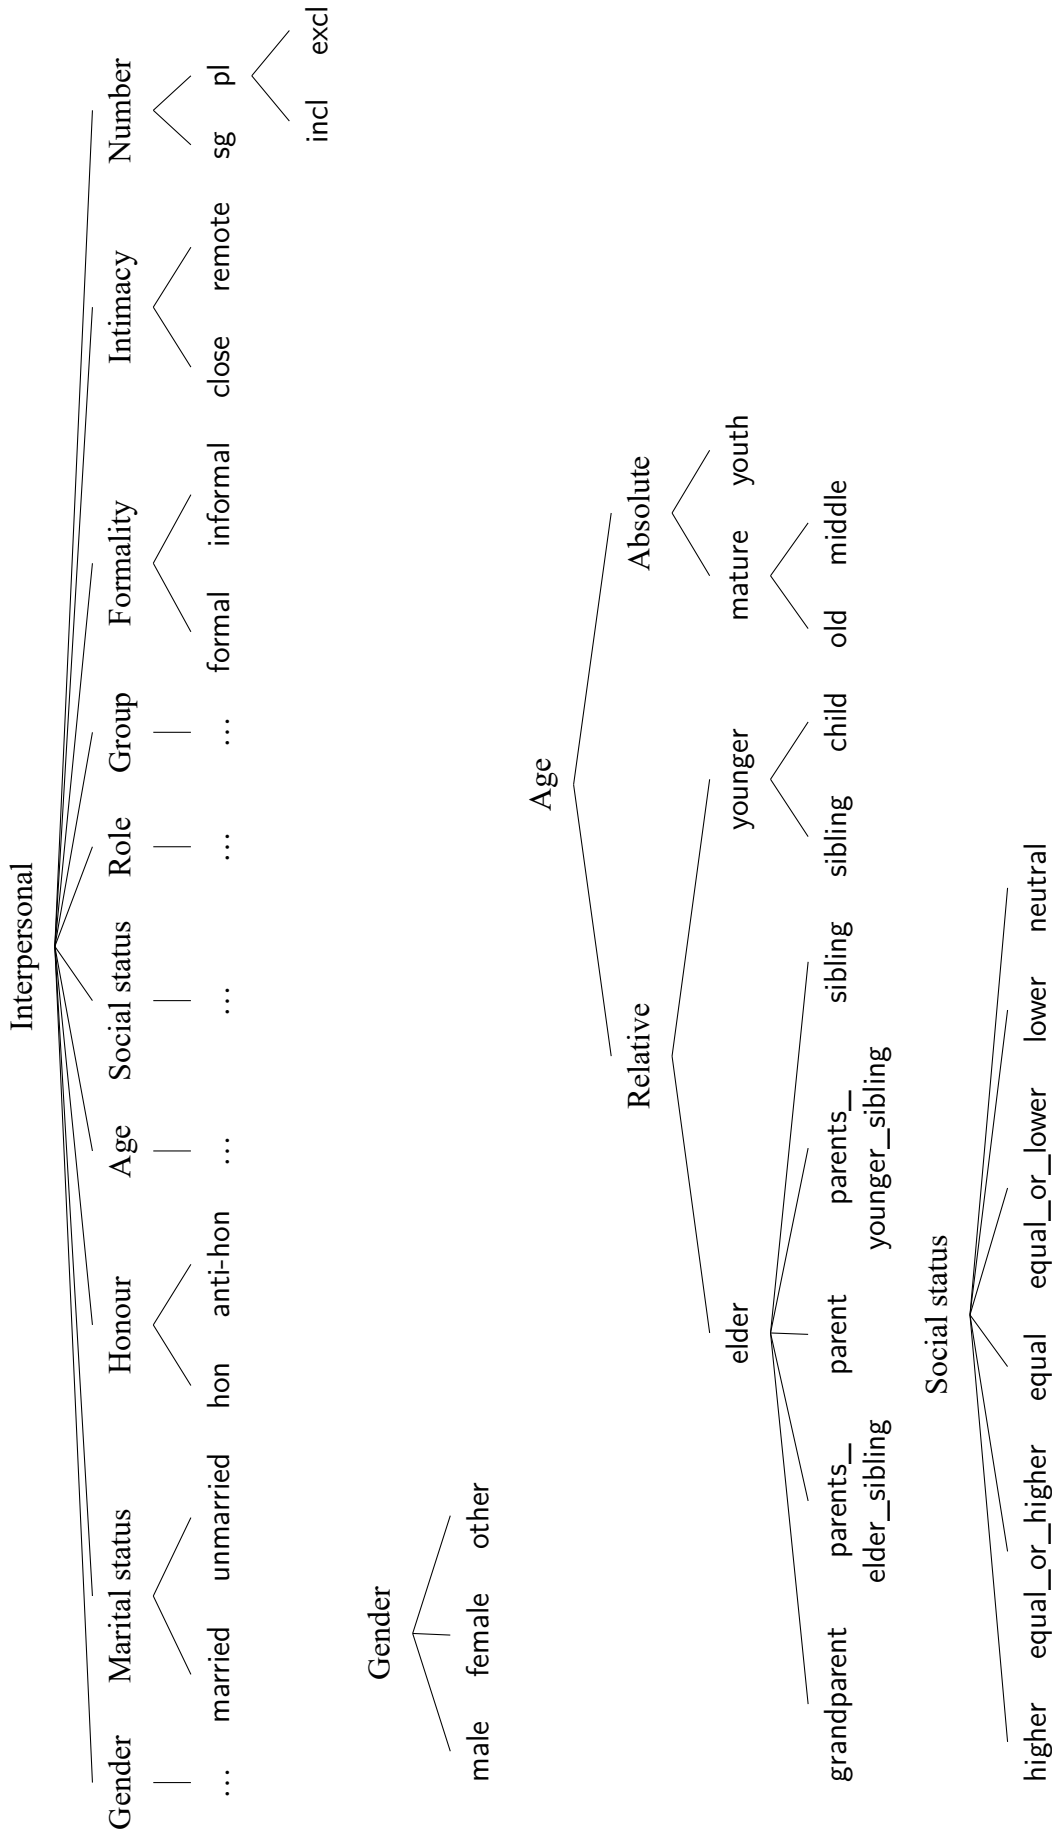 Interpersonal
Gender Marital status Honour Age Social status Role Group Formality Intimacy Number
... married unmarried hon anti-hon ... ... ... ... formal informal close remote sg pl
incl excl
Gender
male female other
Age
Relative Absolute
elder younger mature youth
grandparent parents_ parent parents_ sibling sibling child old middle
elder_sibling younger_sibling
Social status
higher equal_or_higher equal equal_or_lower lower neutral